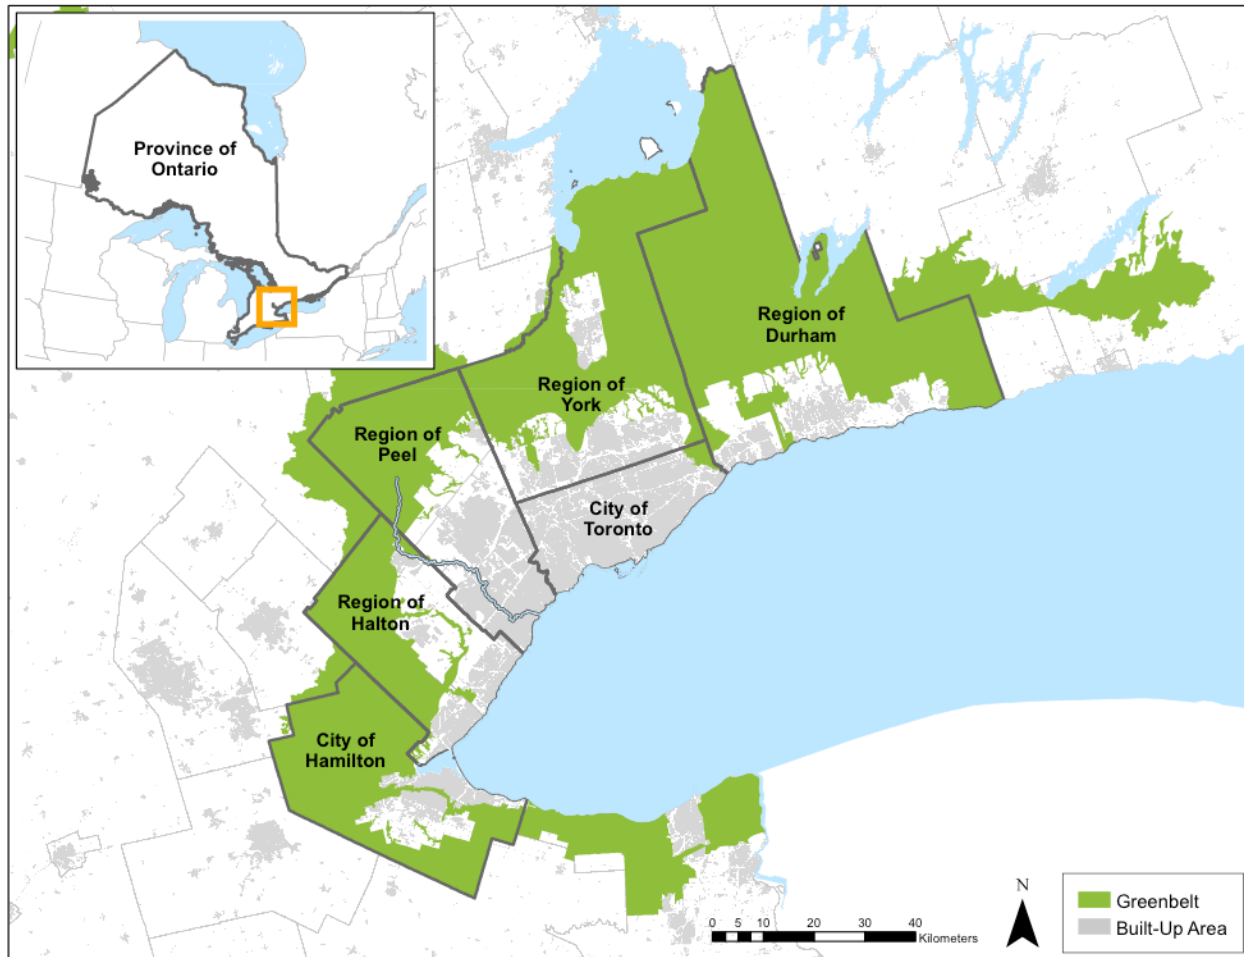 Province of
Ontario
Region of
Durham
Region of
York
Region of
Peel
City of
Toronto
Region of
Halton
City of
Hamilton
N
0 5 10 20 30 40
Kilometers
Greenbelt
Built-Up Area